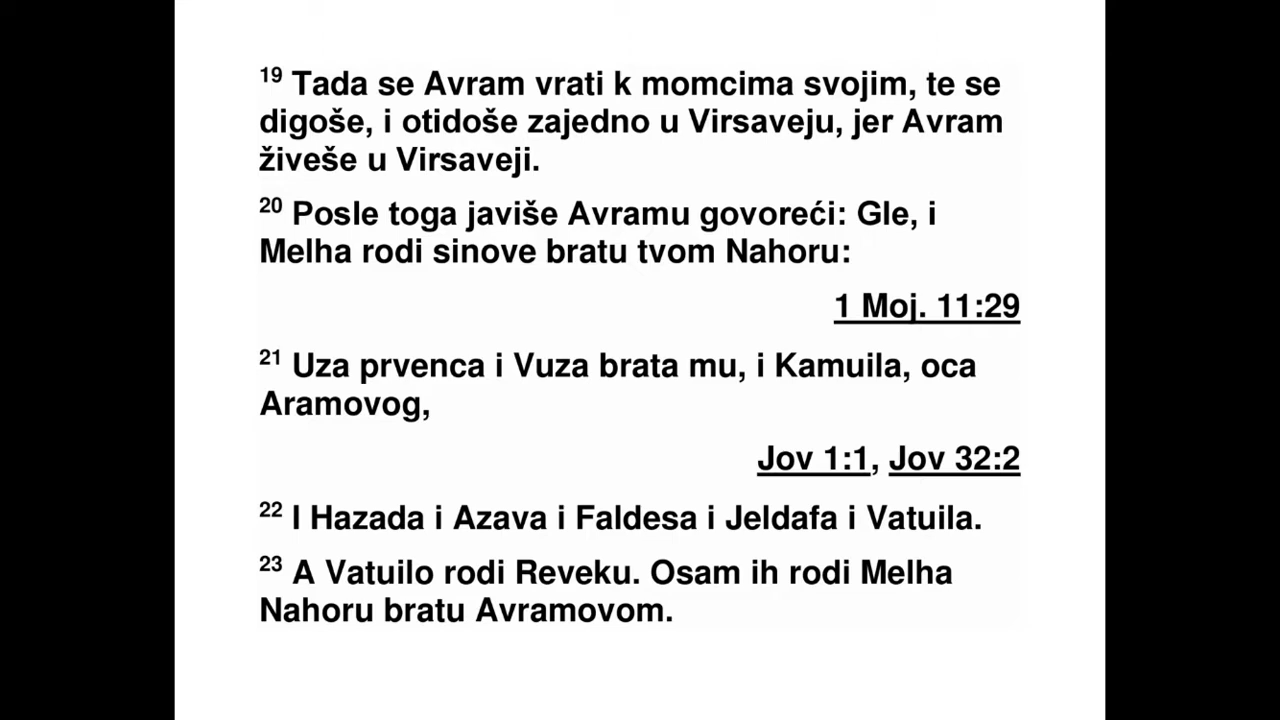 19 Tada se Avram vrati k momcima svojim, te se
digoše, i otidoše zajedno u Virsaveju, jer Avram
živeše u Virsaveji.
20 Posle toga javiše Avramu govoreći: Gle, i
Melha rodi sinove bratu tvom Nahoru:
1 Moj. 11:29
21 Uza prvenca i Vuza brata mu, i Kamuila, oca
Aramovog,
Jov 1:1, Jov 32:2
22 I Hazada i Azava i Faldesa i Jeldafa i Vatuila.
23 A Vatuilo rodi Reveku. Osam ih rodi Melha
Nahoru bratu Avramovom.